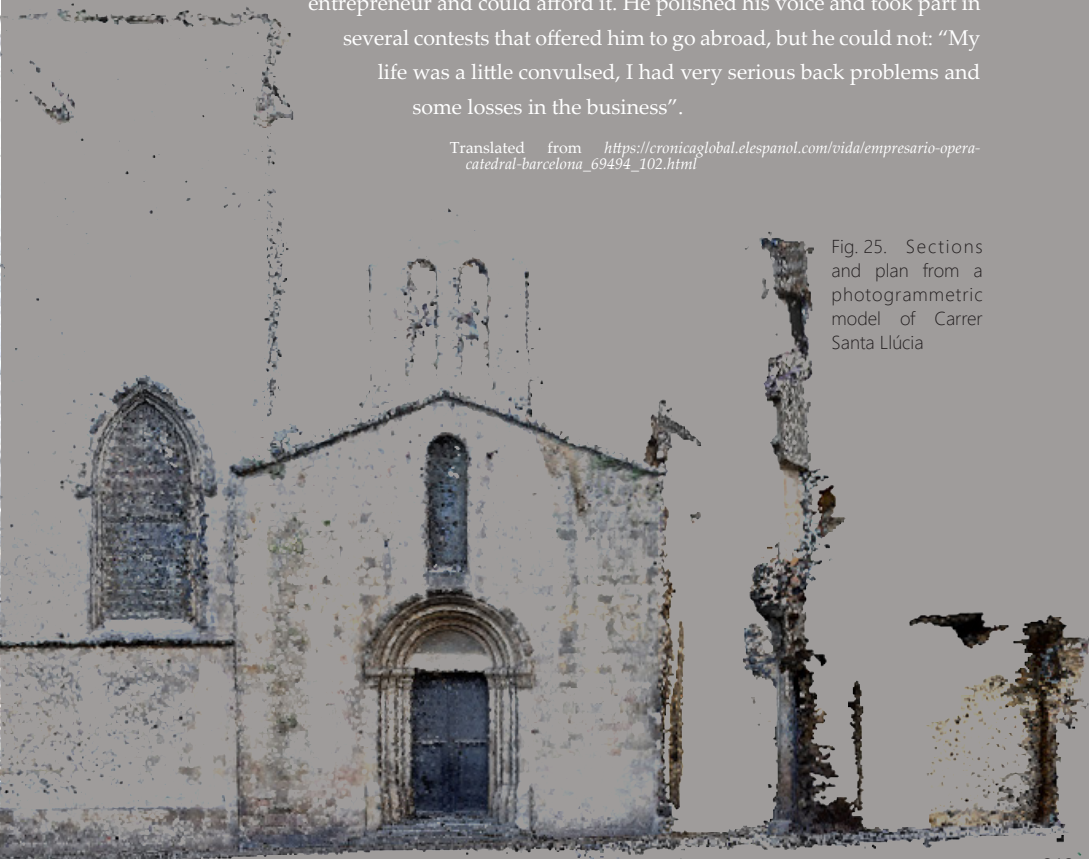 entrepreneur and could afford it. He polished his voice and took part in
several contests that offered him to go abroad, but he could not: “My
life was a little convulsed, I had very serious back problems and
some losses in the business”.
Translated from https://cronicaglobal.elespanol.com/vida/empresario-opera-
catedral-barcelona_69494_102.html
Fig. 25. Sections
and plan from a
photogrammetric
model of Carrer
Santa Llúcia